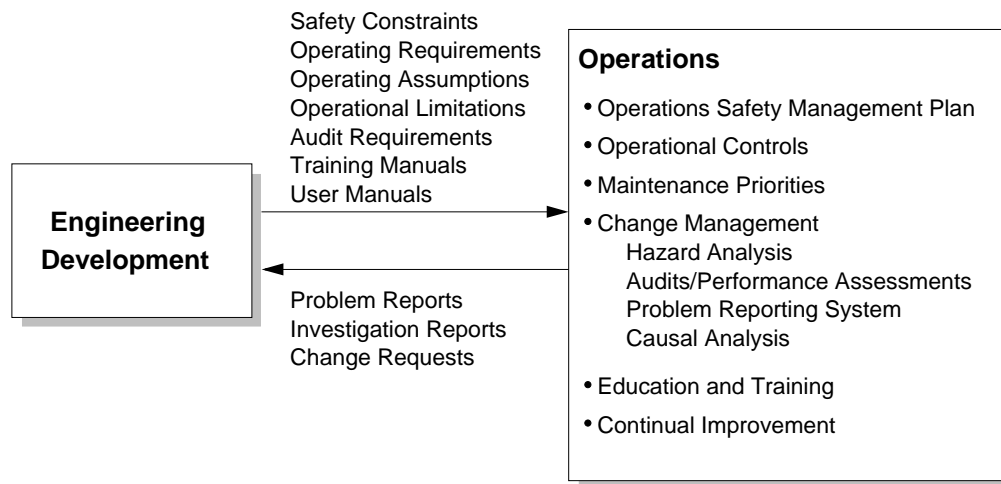 Safety Constraints
Operating Requirements
Operating Assumptions
Operational Limitations
Audit Requirements
Training Manuals
User Manuals
Engineering
Development
Problem Reports
Investigation Reports
Change Requests
Operations
• Operations Safety Management Plan
• Operational Controls
• Maintenance Priorities
• Change Management
Hazard Analysis
Audits/Performance Assessments
Problem Reporting System
Causal Analysis
• Education and Training
• Continual Improvement